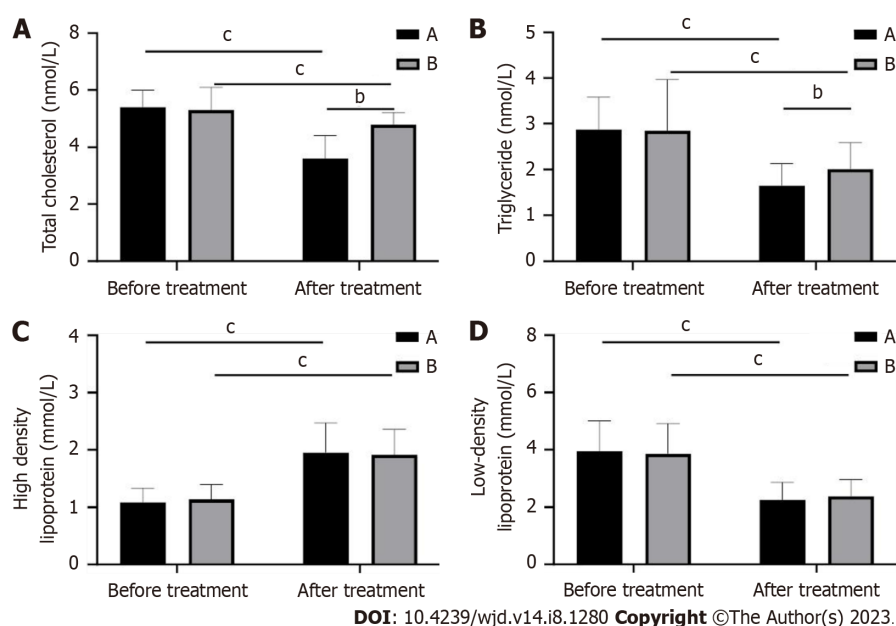 A
Total cholesterol (nmol/L)
8
6
4
2
0
c
c
b
A
B
Before treatment
After treatment
B
Triglyceride (nmol/L)
5
4
3
2
1
0
c
c
b
A
B
Before treatment
After treatment
C
High density
lipoprotein (mmol/L)
4
3
2
1
0
c
c
A
B
Before treatment
After treatment
D
Low-density
lipoprotein (mmol/L)
8
6
4
2
0
c
c
A
B
Before treatment
After treatment
DOI: 10.4239/wjd.v14.i8.1280 Copyright ©The Author(s) 2023